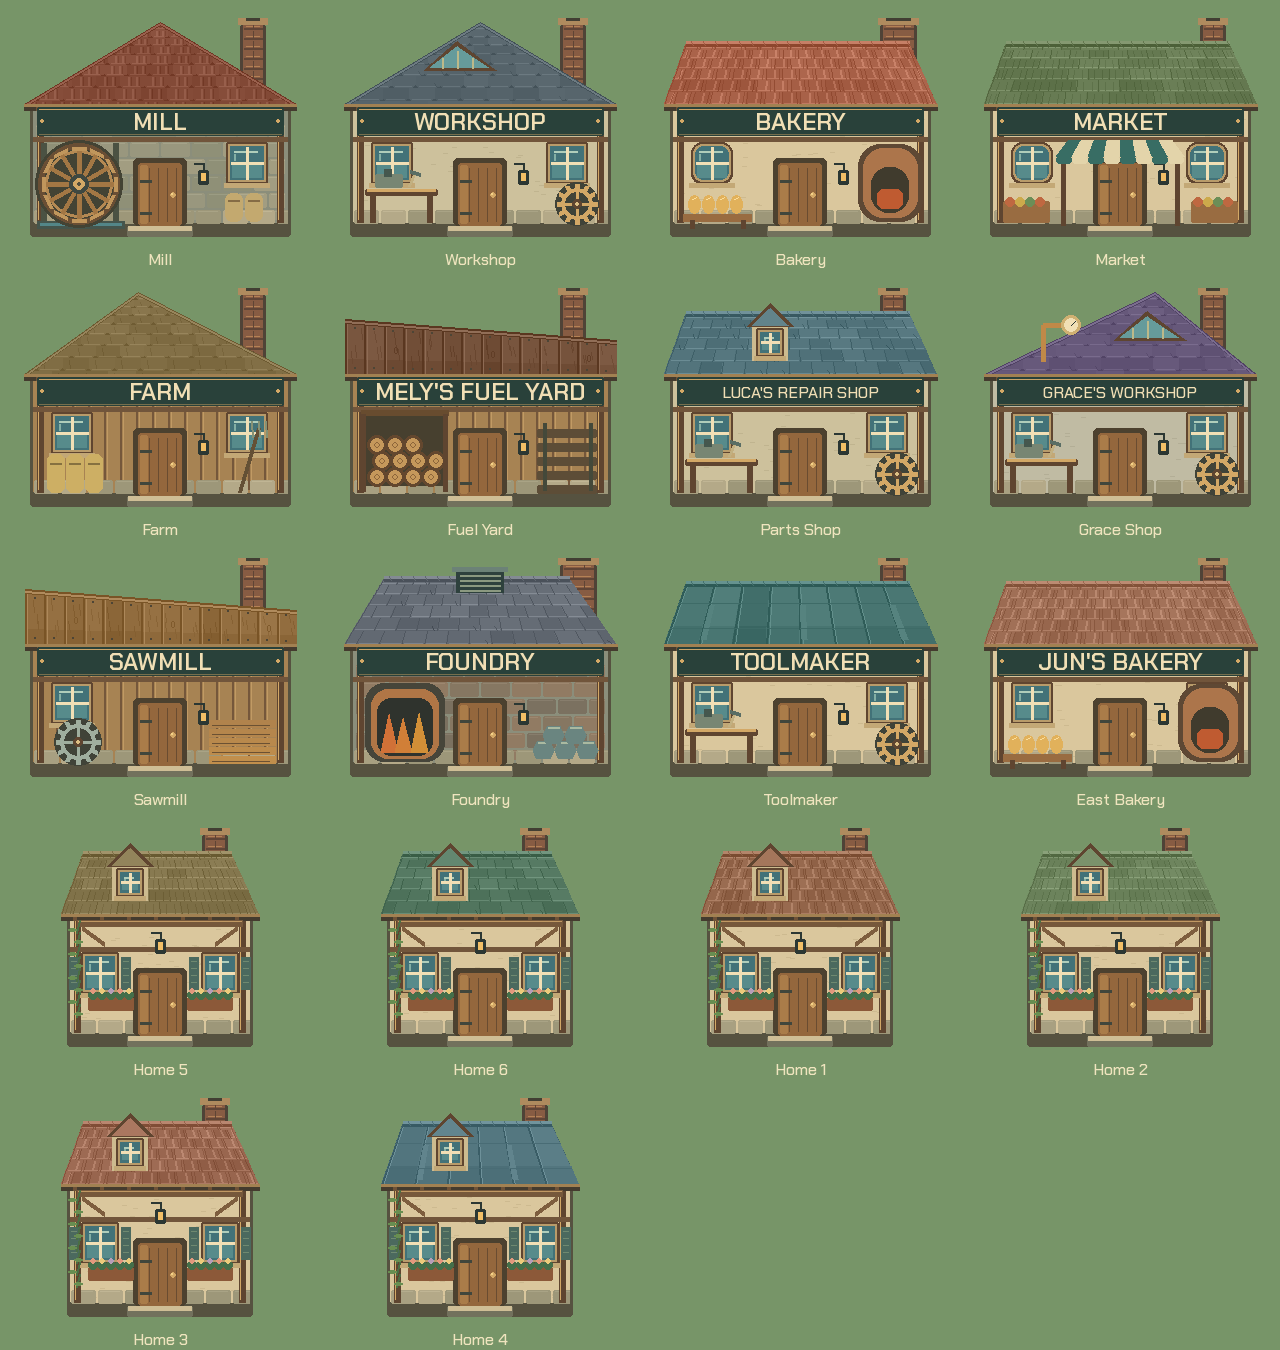 MILL
WORKSHOP
BAKERY
MARKET
Mill
Workshop
Bakery
Market
FARM
MELY'S FUEL YARD
LUCA'S REPAIR SHOP
GRACE'S WORKSHOP
Farm
Fuel Yard
Parts Shop
Grace Shop
SAWMILL
FOUNDRY
TOOLMAKER
JUN'S BAKERY
Sawmill
Foundry
Toolmaker
East Bakery
Home 5
Home 6
Home 1
Home 2
Home 3
Home 4